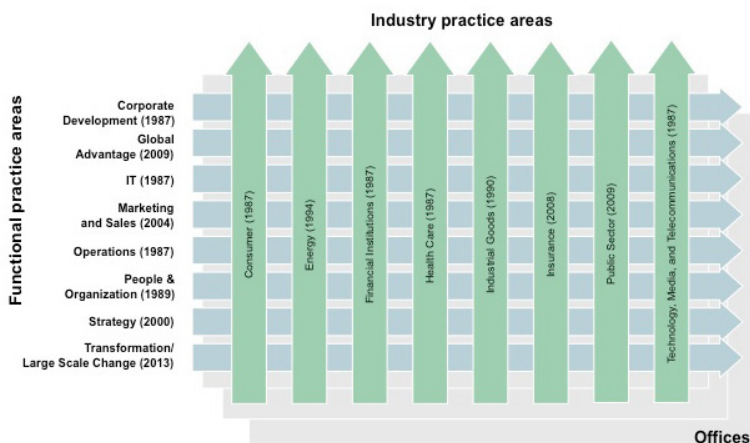 Industry practice areas
Functional practice areas
Corporate
Development (1987)
Global
Advantage (2009)
IT (1987)
Marketing
and Sales (2004)
Operations (1987)
People &
Organization (1989)
Strategy (2000)
Transformation/
Large Scale Change (2013)
Consumer (1987)
Energy (1994)
Financial Institutions (1987)
Health Care (1987)
Industrial Goods (1990)
Insurance (2008)
Public Sector (2009)
Technology, Media, and Telecommunications (1987)
Offices